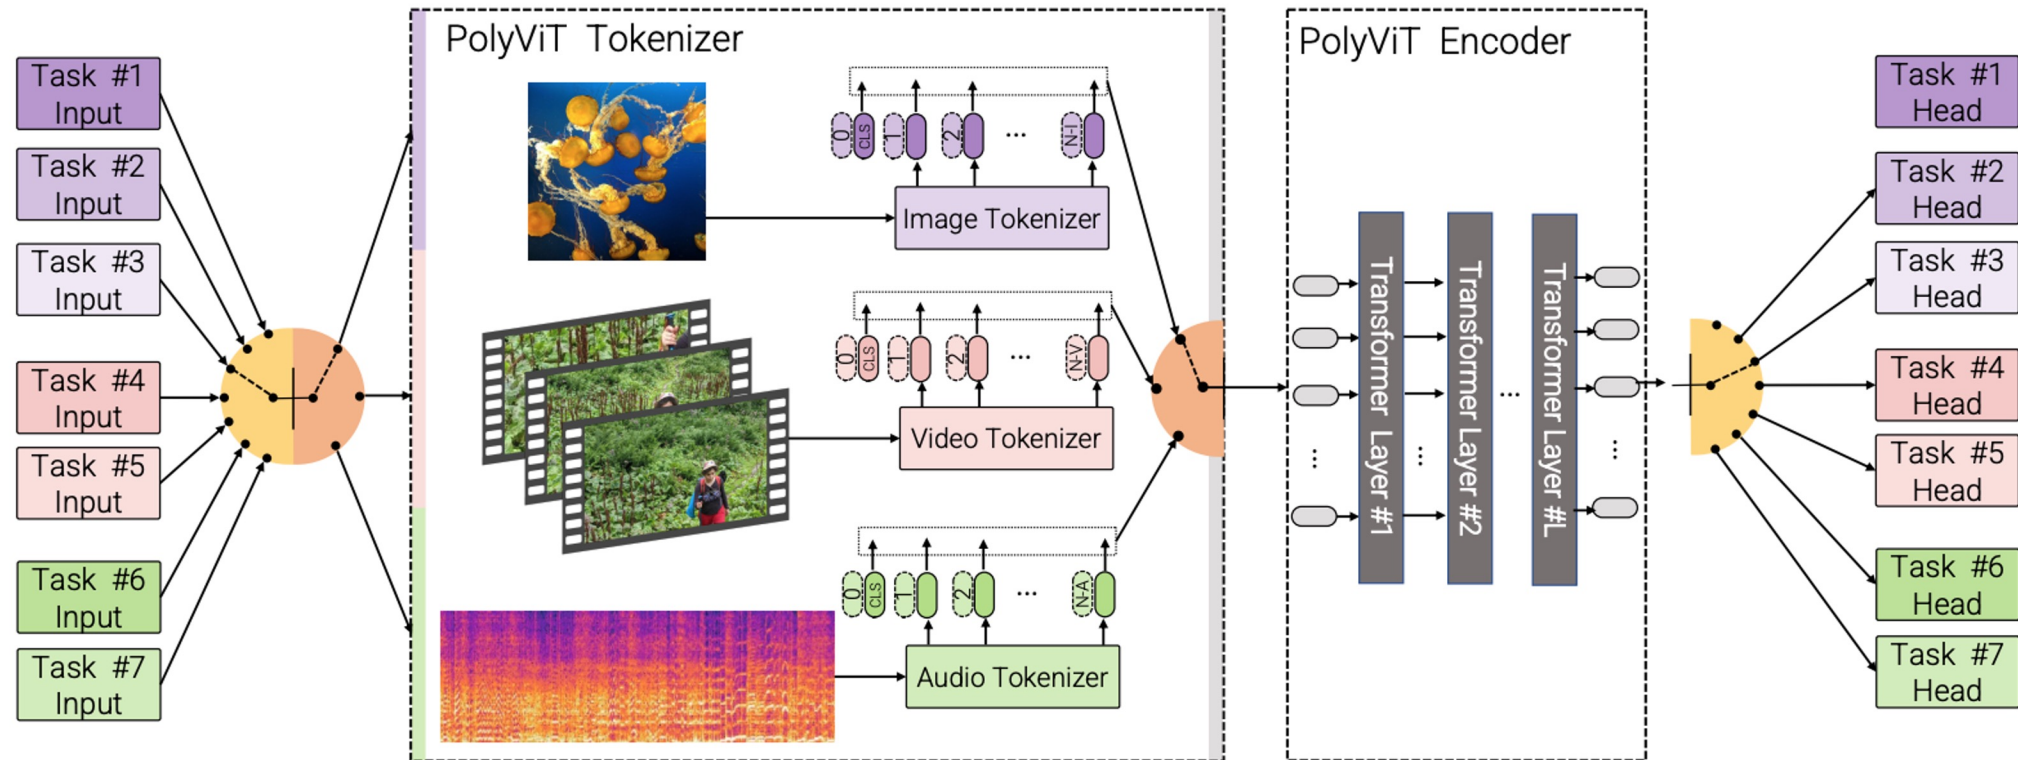 Task #1
Input
Task #2
Input
Task #3
Input
Task #4
Input
Task #5
Input
Task #6
Input
Task #7
Input
PolyViT Tokenizer
0
CLS
1
2
...
N-I
Image Tokenizer
0
CLS
1
2
...
N-V
Video Tokenizer
0
CLS
1
2
...
N-A
Audio Tokenizer
PolyViT Encoder
Transformer Layer #1
Transformer Layer #2
...
Transformer Layer #L
Task #1
Head
Task #2
Head
Task #3
Head
Task #4
Head
Task #5
Head
Task #6
Head
Task #7
Head